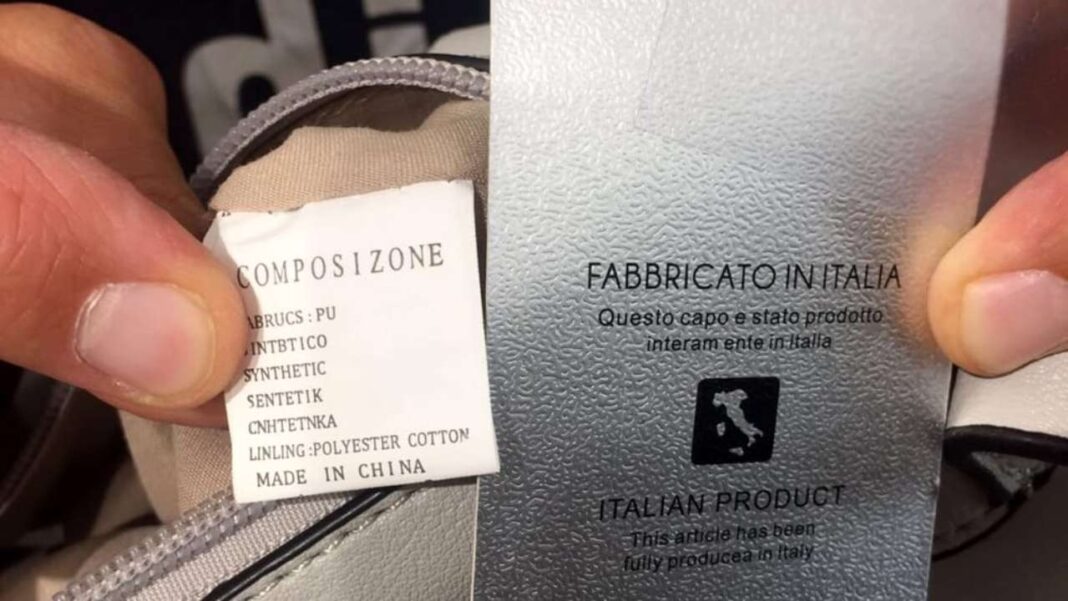 COMPOSIZONE
ABRUCS : PU
INTBTICO
SYNTHETIC
SENTETIK
CNHTETNKA
LINLING :POLYESTER COTTON
MADE IN CHINA
FABBRICATO IN ITALIA
Questo capo e stato prodotto
interam ente in Italia
ITALIAN PRODUCT
This article has been
fully producea in Italy